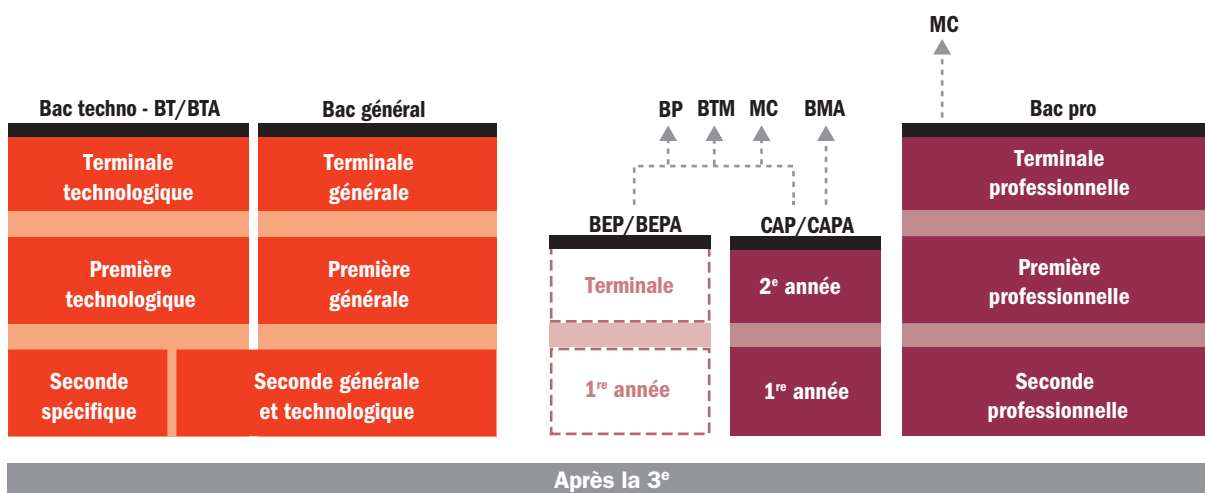 MC
Bac techno - BT/BTA
Bac général
BP
BTM
MC
BMA
Bac pro
Terminale
technologique
Terminale
générale
Terminale
professionnelle
BEP/BEPA
CAP/CAPA
Première
technologique
Première
générale
Terminale
2e année
Première
professionnelle
Seconde
spécifique
Seconde générale
et technologique
1re année
1re année
Seconde
professionnelle
Après la 3e